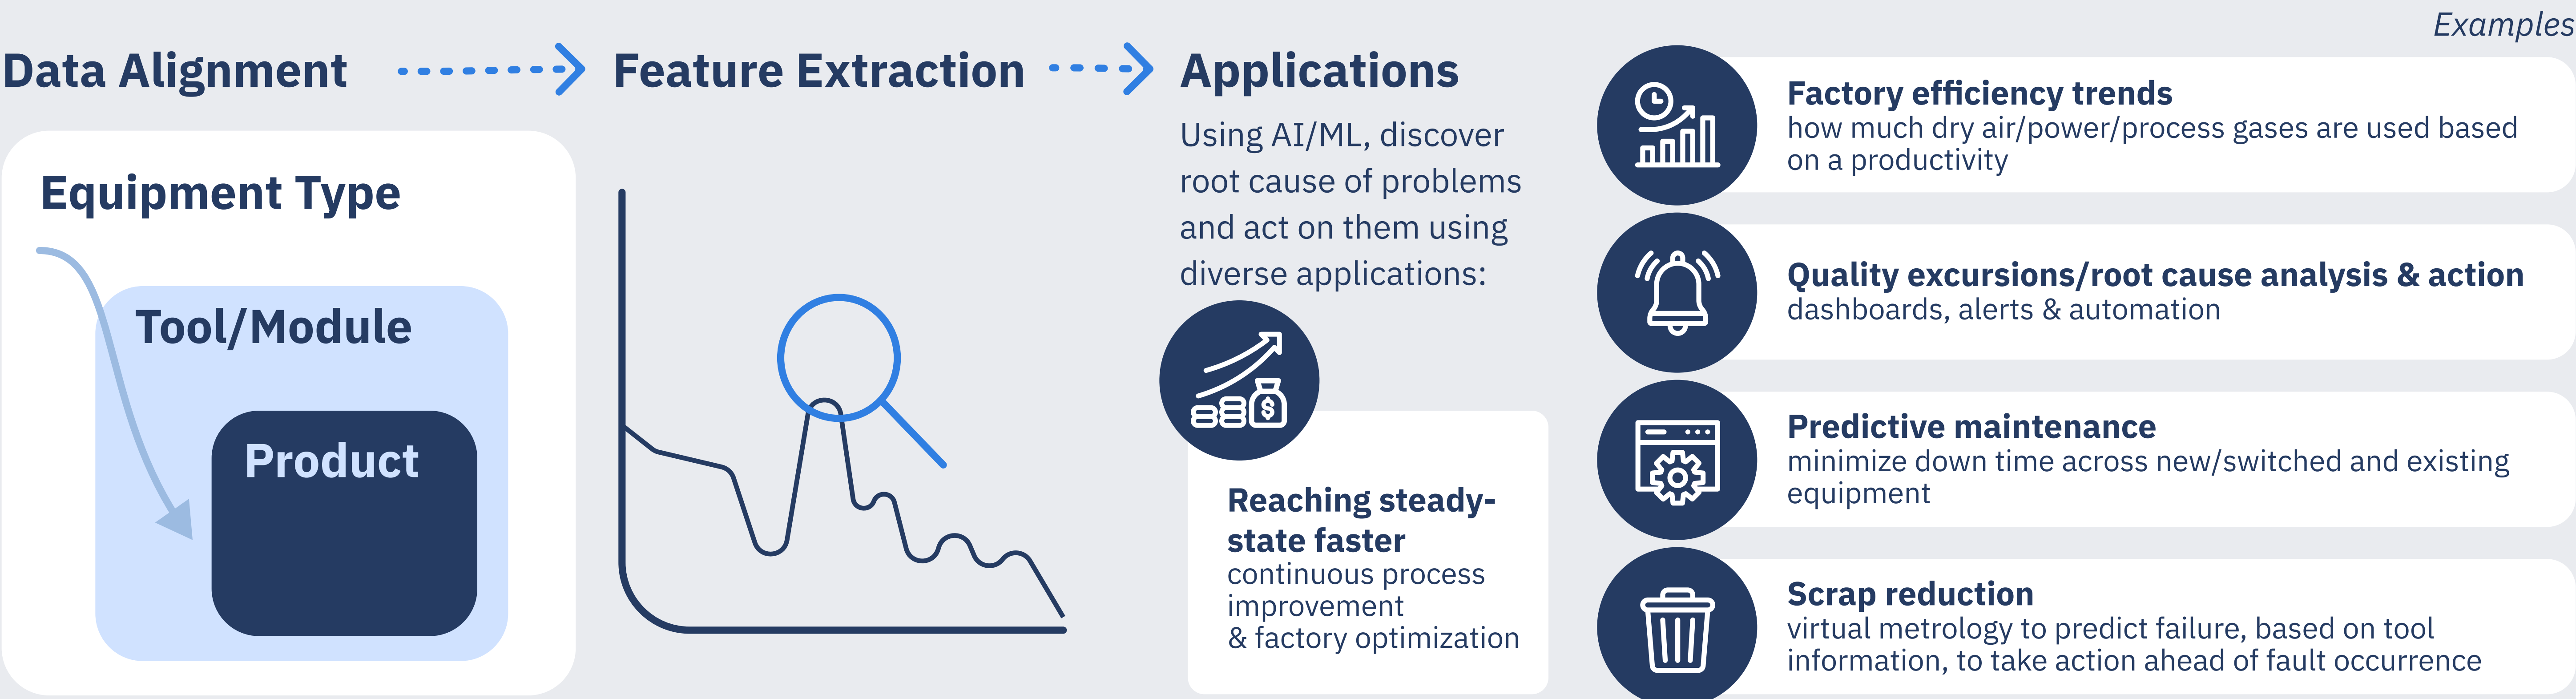 Examples
Data Alignment
Feature Extraction
Applications
Equipment Type
Tool/Module
Product
Using AI/ML, discover
root cause of problems
and act on them using
diverse applications:
$
Reaching steady-
state faster
continuous process
improvement
& factory optimization
Factory efficiency trends
how much dry air/power/process gases are used based
on a productivity
Quality excursions/root cause analysis & action
dashboards, alerts & automation
Predictive maintenance
minimize down time across new/switched and existing
equipment
Scrap reduction
virtual metrology to predict failure, based on tool
information, to take action ahead of fault occurrence